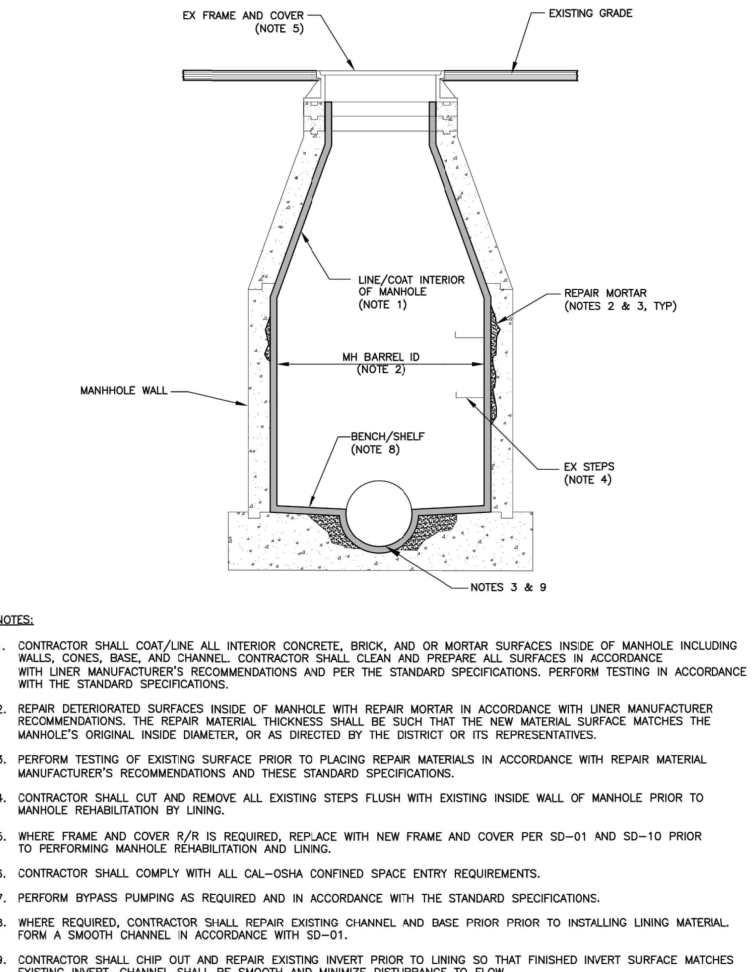 EX FRAME AND COVER
(NOTE 5)
EXISTING GRADE
LINE/COAT INTERIOR
OF MANHOLE
(NOTE 1)
REPAIR MORTAR
(NOTES 2 & 3, TYP)
MH BARREL ID
(NOTE 2)
MANHHOLE WALL
BENCH/SHELF
(NOTE 8)
EX STEPS
(NOTE 4)
NOTES 3 & 9
NOTES:
. CONTRACTOR SHALL COAT/LINE ALL INTERIOR CONCRETE, BRICK, AND OR MORTAR SURFACES INSIDE OF MANHOLE INCLUDING
WALLS, CONES, BASE, AND CHANNEL. CONTRACTOR SHALL CLEAN AND PREPARE ALL SURFACES IN ACCORDANCE
WITH LINER MANUFACTURER'S RECOMMENDATIONS AND PER THE STANDARD SPECIFICATIONS. PERFORM TESTING IN ACCORDANCE
WITH THE STANDARD SPECIFICATIONS.
2. REPAIR DETERIORATED SURFACES INSIDE OF MANHOLE WITH REPAIR MORTAR IN ACCORDANCE WITH LINER MANUFACTURER
RECOMMENDATIONS. THE REPAIR MATERIAL THICKNESS SHALL BE SUCH THAT THE NEW MATERIAL SURFACE MATCHES THE
MANHOLE'S ORIGINAL INSIDE DIAMETER, OR AS DIRECTED BY THE DISTRICT OR ITS REPRESENTATIVES.
3. PERFORM TESTING OF EXISTING SURFACE PRIOR TO PLACING REPAIR MATERIALS IN ACCORDANCE WITH REPAIR MATERIAL
MANUFACTURER'S RECOMMENDATIONS AND THESE STANDARD SPECIFICATIONS.
4. CONTRACTOR SHALL CUT AND REMOVE ALL EXISTING STEPS FLUSH WITH EXISTING INSIDE WALL OF MANHOLE PRIOR TO
MANHOLE REHABILITATION BY LINING.
5. WHERE FRAME AND COVER R/R IS REQUIRED, REPLACE WITH NEW FRAME AND COVER PER SD-01 AND SD-10 PRIOR
TO PERFORMING MANHOLE REHABILITATION AND LINING.
6. CONTRACTOR SHALL COMPLY WITH ALL CAL-OSHA CONFINED SPACE ENTRY REQUIREMENTS.
7. PERFORM BYPASS PUMPING AS REQUIRED AND IN ACCORDANCE WITH THE STANDARD SPECIFICATIONS.
8. WHERE REQUIRED, CONTRACTOR SHALL REPAIR EXISTING CHANNEL AND BASE PRIOR PRIOR TO INSTALLING LINING MATERIAL.
FORM A SMOOTH CHANNEL IN ACCORDANCE WITH SD-01.
9. CONTRACTOR SHALL CHIP OUT AND REPAIR EXISTING INVERT PRIOR TO LINING SO THAT FINISHED INVERT SURFACE MATCHES
EXISTING INVERT. CHANNEL SHALL BE SMOOTH AND MINIMIZE DISTURBANCE TO FLOW.